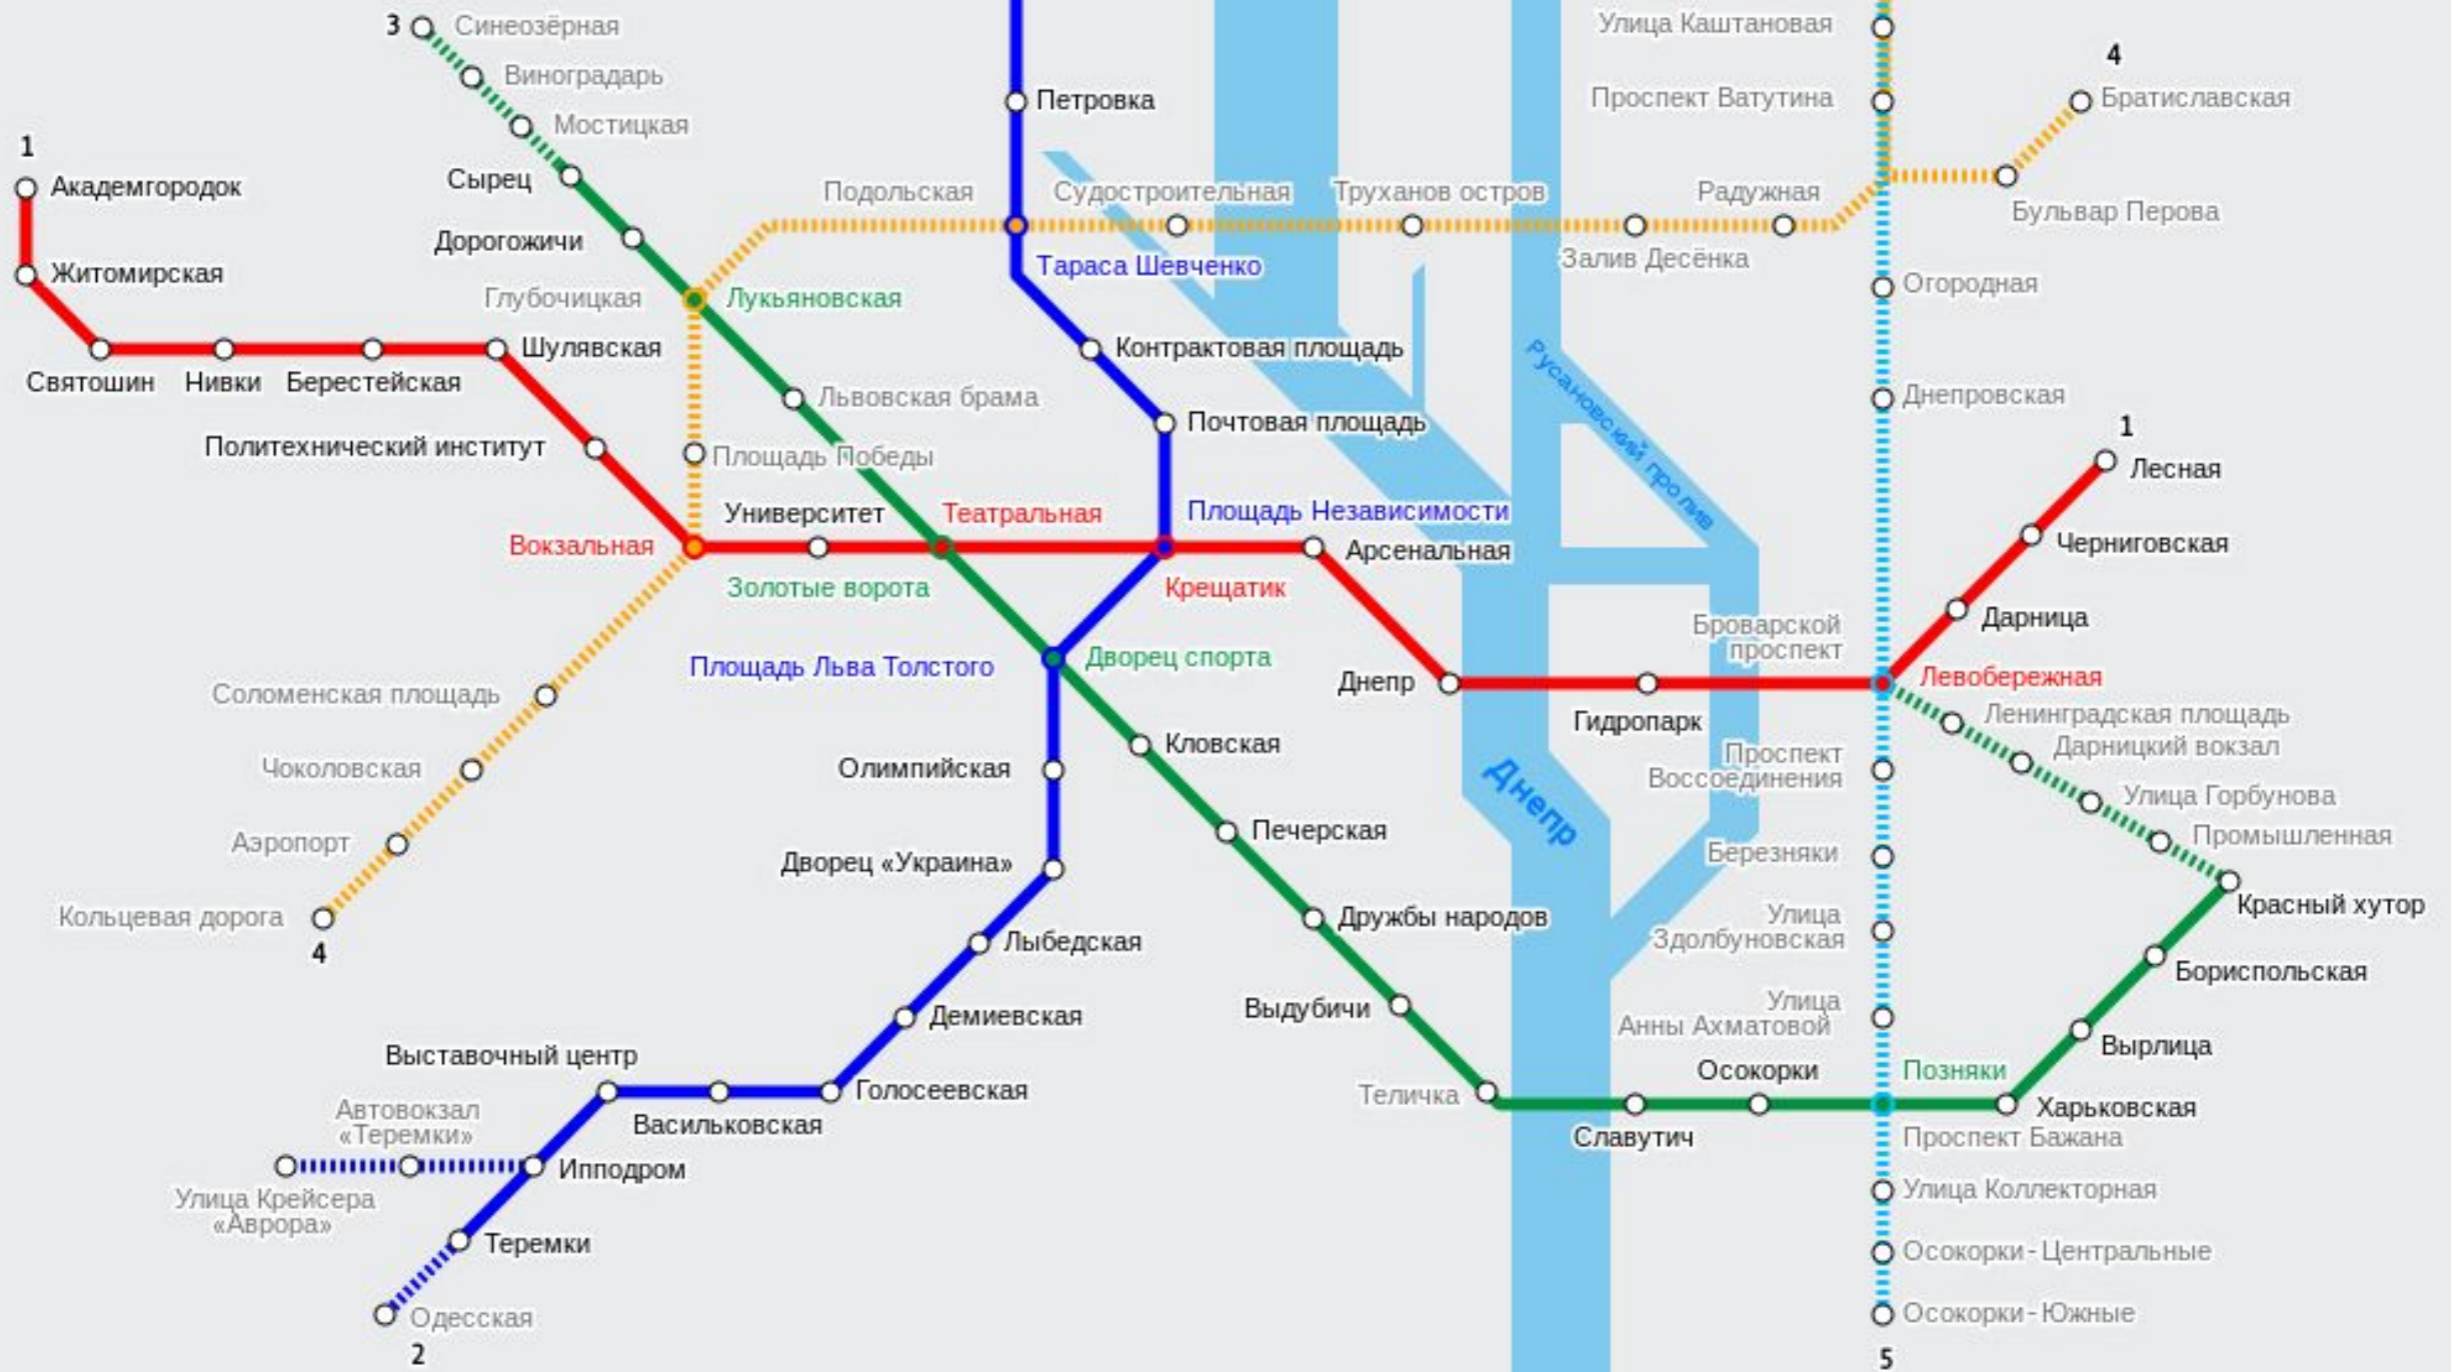 3
Синеозёрная
Виноградарь
Мостицкая
Сырец
Дорогожичи
Глубочицкая
Лукьяновская
Львовская брама
1
Академгородок
Житомирская
Святошин
Нивки
Берестейская
Шулявская
Политехнический институт
Площадь Победы
Вокзальная
Университет
Театральная
Золотые ворота
Петровка
Подольская
Тараса Шевченко
Контрактовая площадь
Почтовая площадь
Площадь Независимости
Крещатик
Арсенальная
Судостроительная
Труханов остров
Залив Десёнка
Радужная
Улица Каштановая
Проспект Ватутина
4
Братиславская
Бульвар Перова
Огородная
Днепровская
Русановский пролив
1
Лесная
Черниговская
Дарница
Левобережная
Броварской
проспект
Днепр
Гидропарк
Площадь Льва Толстого
Дворец спорта
Соломенская площадь
Чоколовская
Аэропорт
Кольцевая дорога
4
Олимпийская
Дворец «Украина»
Лыбедская
Демиевская
Голосеевская
Васильковская
Выставочный центр
Автовокзал
«Теремки»
Улица Крейсера
«Аврора»
Ипподром
Теремки
Одесская
2
Кловская
Печерская
Дружбы народов
Выдубичи
Теличка
Днепр
Славутич
Осокорки
Позняки
Харьковская
Вырлица
Бориспольская
Красный хутор
Ленинградская площадь
Дарницкий вокзал
Улица Горбунова
Промышленная
Проспект
Воссоединения
Березняки
Улица
Здолбуновская
Улица
Анны Ахматовой
Проспект Бажана
Улица Коллекторная
Осокорки-Центральные
Осокорки-Южные
5